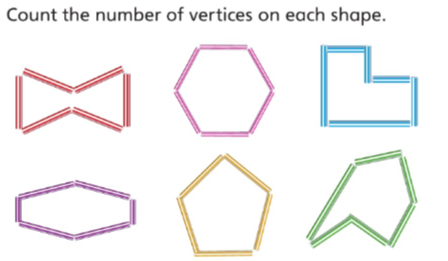 Count the number of vertices on each shape.